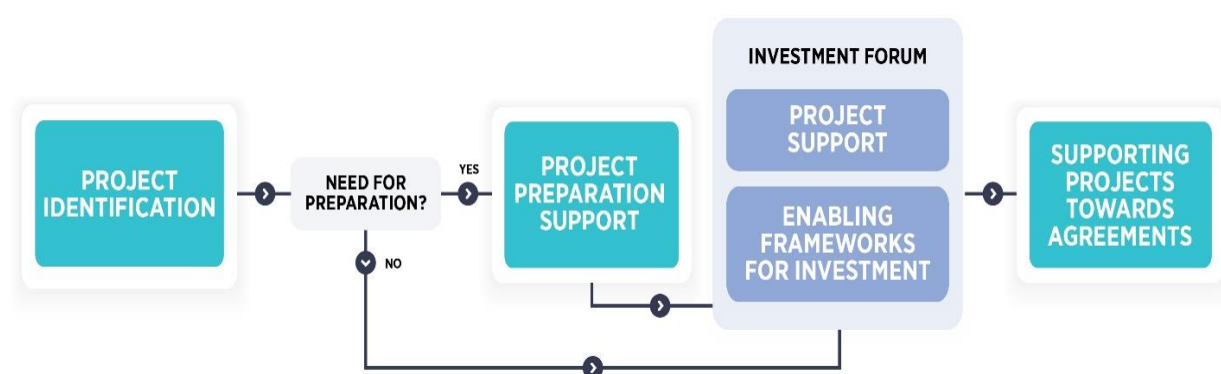 PROJECT
IDENTIFICATION
NEED FOR
PREPARATION?
YES
NO
PROJECT
PREPARATION
SUPPORT
INVESTMENT FORUM
PROJECT
SUPPORT
ENABLING
FRAMEWORKS
FOR INVESTMENT
SUPPORTING
PROJECTS
TOWARDS
AGREEMENTS